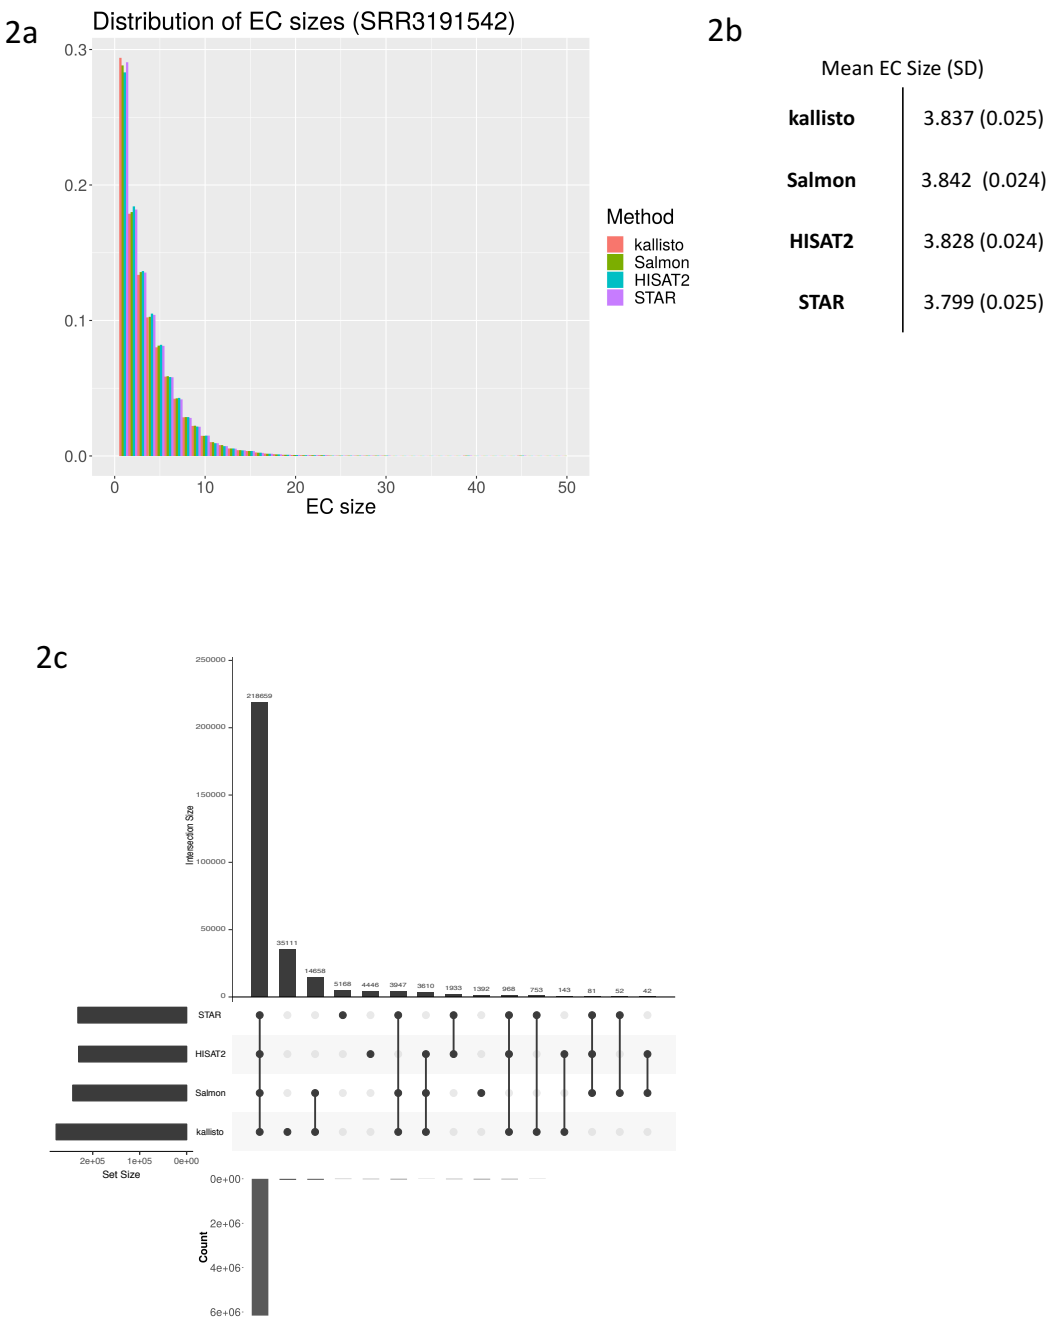 2a
Distribution of EC sizes (SRR3191542)
0.3
0.2
0.1
0.0
0 10 20 30 40 50
EC size
Method
kallisto
Salmon
HISAT2
STAR
2b
Mean EC Size (SD)
kallisto 3.837 (0.025)
Salmon 3.842 (0.024)
HISAT2 3.828 (0.024)
STAR 3.799 (0.025)
2c
250000
200000
150000
100000
50000
0
Intersection Size
218659 35111 14658 5168 4446 3947 3610 1933 1392 968 753 143 81 52 42
STAR
HISAT2
Salmon
kallisto
2e+05 1e+05 0e+00
Set Size
0e+00
2e+06
4e+06
6e+06
Count